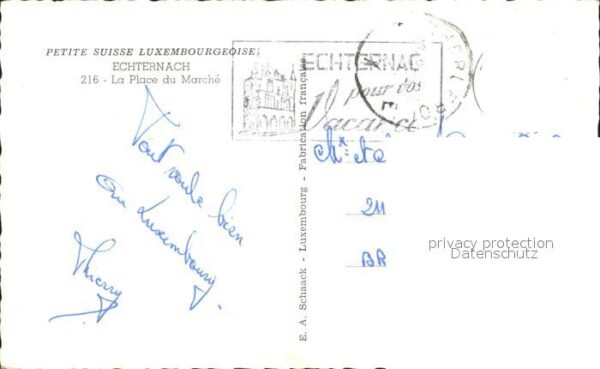 PETITE SUISSE LUXEMBOURGEOISE
ECHTERNACH
216 - La Place du Marché
ECHTERNAC
pour vos
Vacances
Tout roule bien
au Luxembourg.
Thierry
E. A. Schaack - Luxembourg - Fabrication française
211
privacy protection
Datenschutz